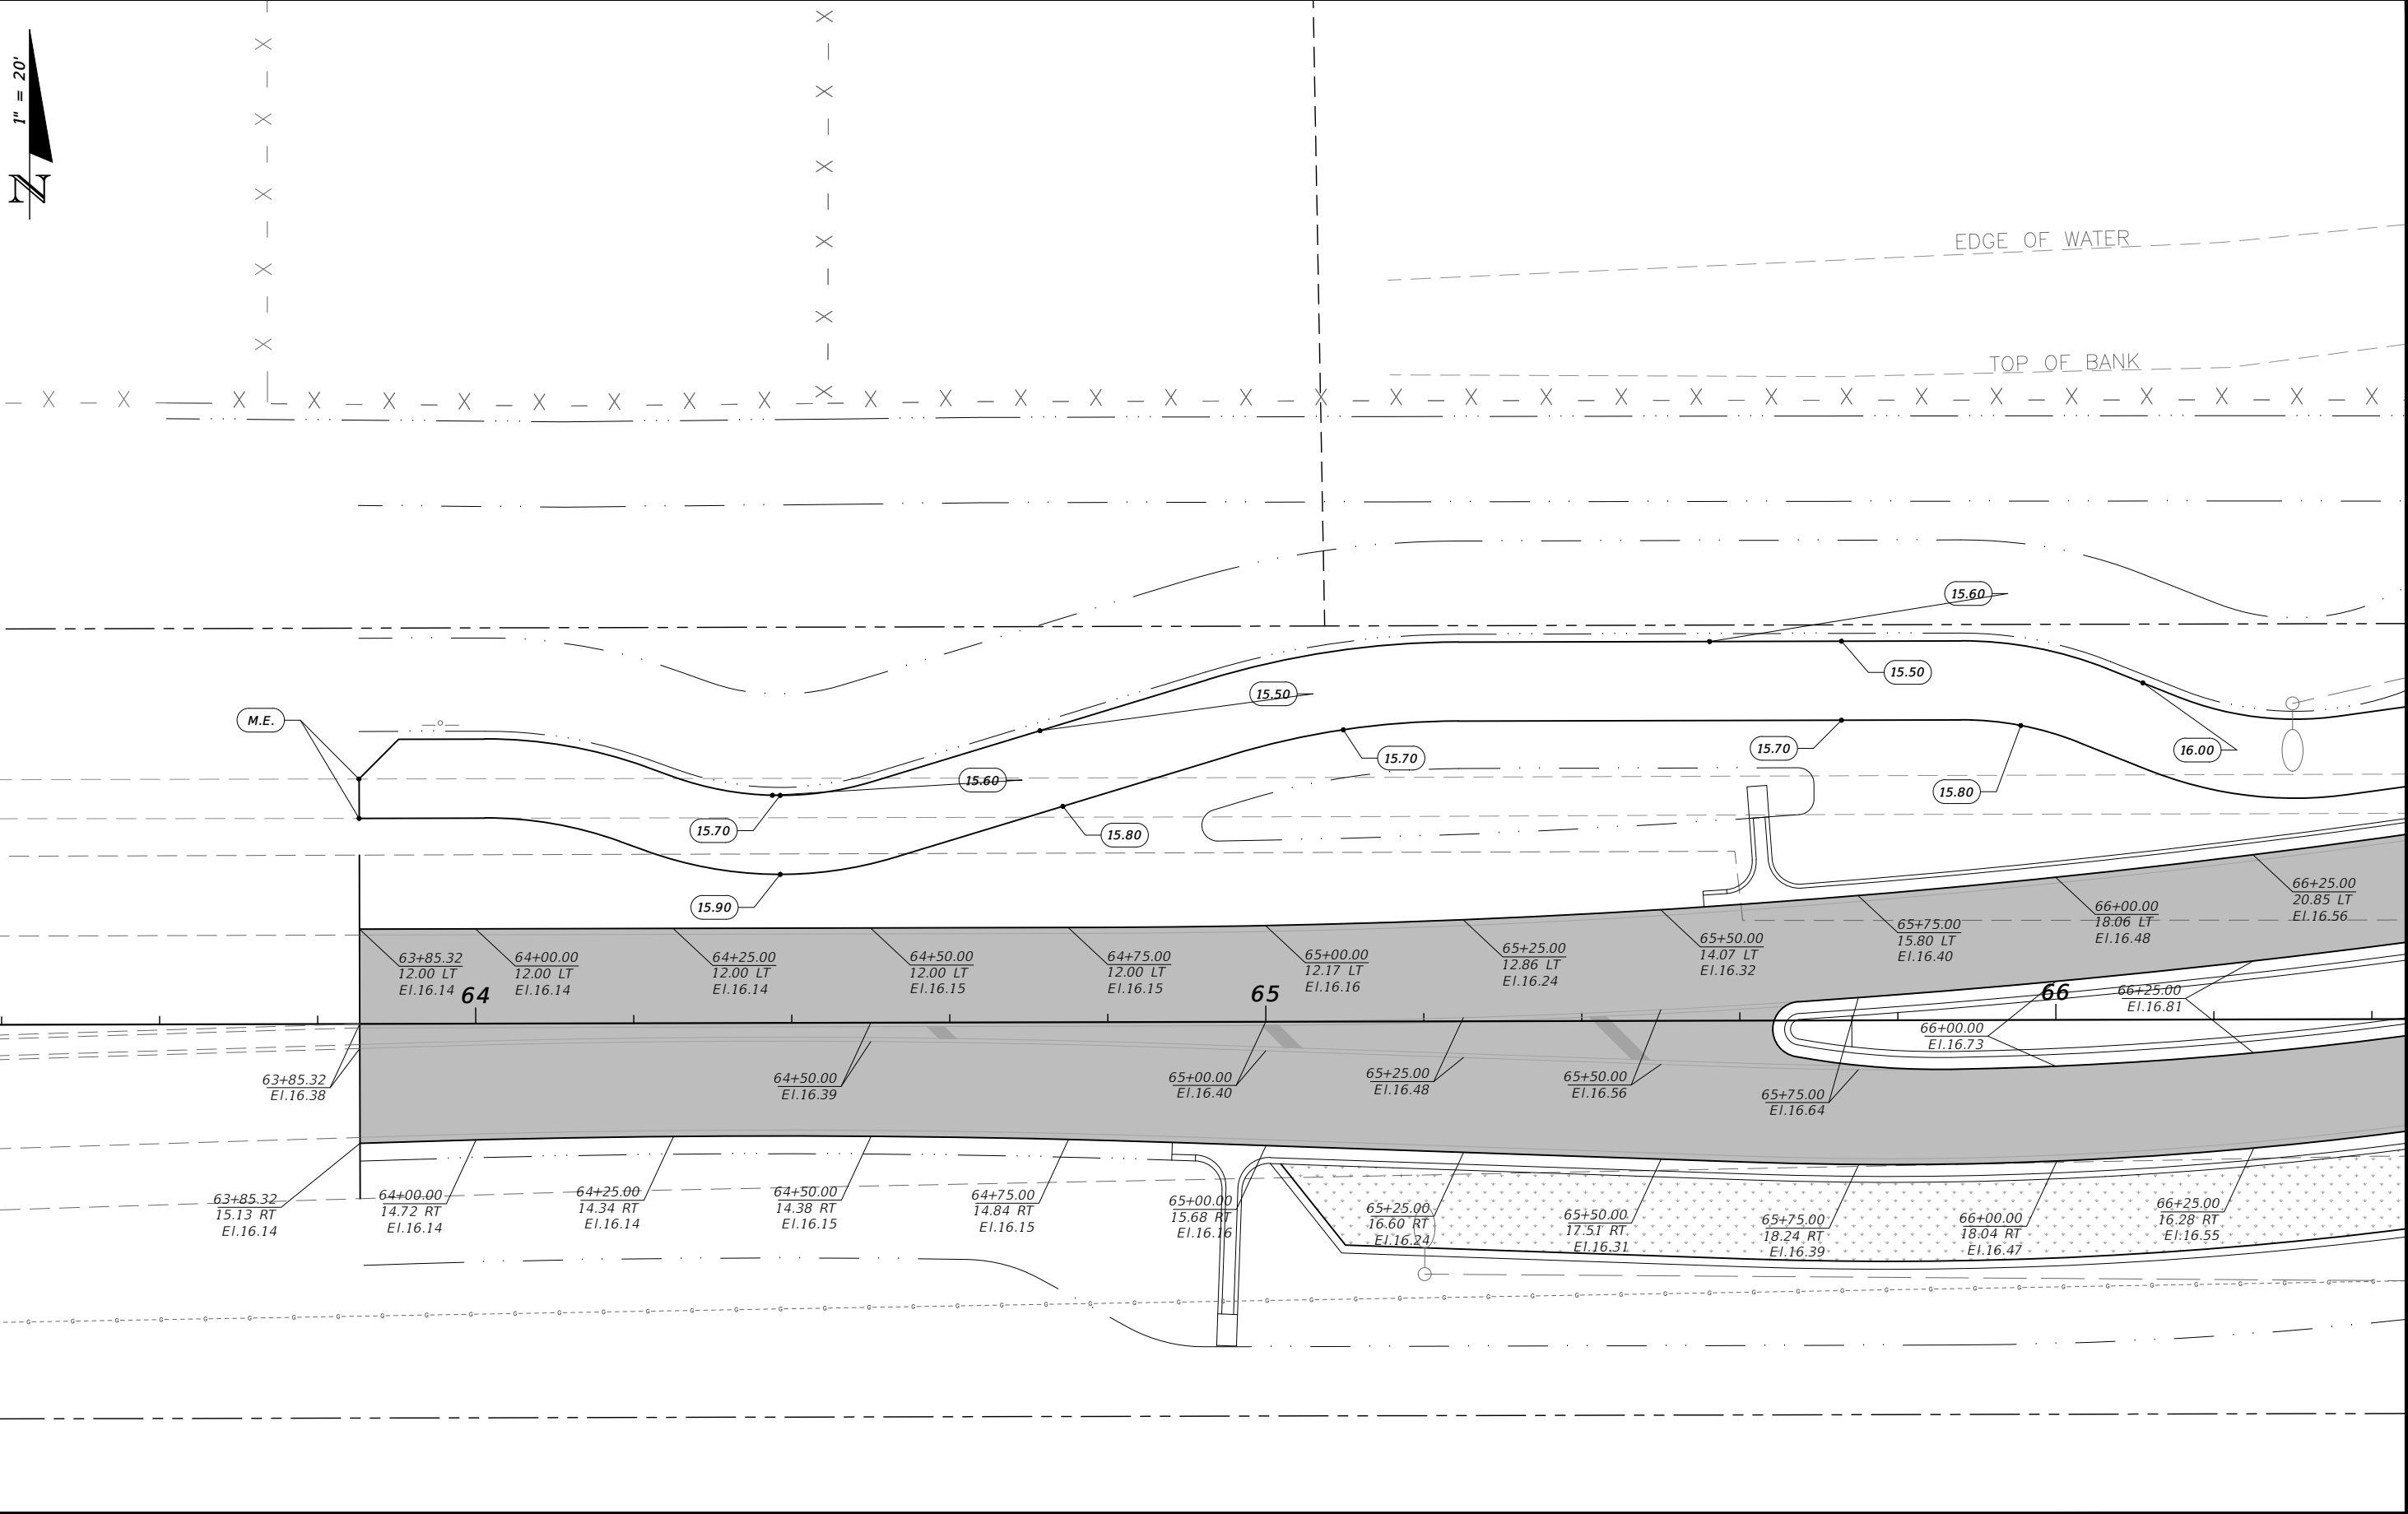 1" = 20'
N
EDGE OF WATER
TOP OF BANK
15.60
15.50
15.50
M.E.
15.60
15.70
15.70
16.00
15.80
15.70
15.80
15.90
63+85.32
12.00 LT
El.16.14
64+00.00
12.00 LT
El.16.14
64+25.00
12.00 LT
El.16.14
64+50.00
12.00 LT
El.16.15
64+75.00
12.00 LT
El.16.15
65+00.00
12.17 LT
El.16.16
65+25.00
12.86 LT
El.16.24
65+50.00
14.07 LT
El.16.32
65+75.00
15.80 LT
El.16.40
66+00.00
18.06 LT
El.16.48
66+25.00
20.85 LT
El.16.56
64
65
66
63+85.32
El.16.38
64+50.00
El.16.39
65+00.00
El.16.40
65+25.00
El.16.48
65+50.00
El.16.56
65+75.00
El.16.64
66+00.00
El.16.73
66+25.00
El.16.81
63+85.32
15.13 RT
El.16.14
64+00.00
14.72 RT
El.16.14
64+25.00
14.34 RT
El.16.14
64+50.00
14.38 RT
El.16.15
64+75.00
14.84 RT
El.16.15
65+00.00
15.68 RT
El.16.16
65+25.00
16.60 RT
El.16.24
65+50.00
17.51 RT
El.16.31
65+75.00
18.24 RT
El.16.39
66+00.00
18.04 RT
El.16.47
66+25.00
16.28 RT
El.16.55